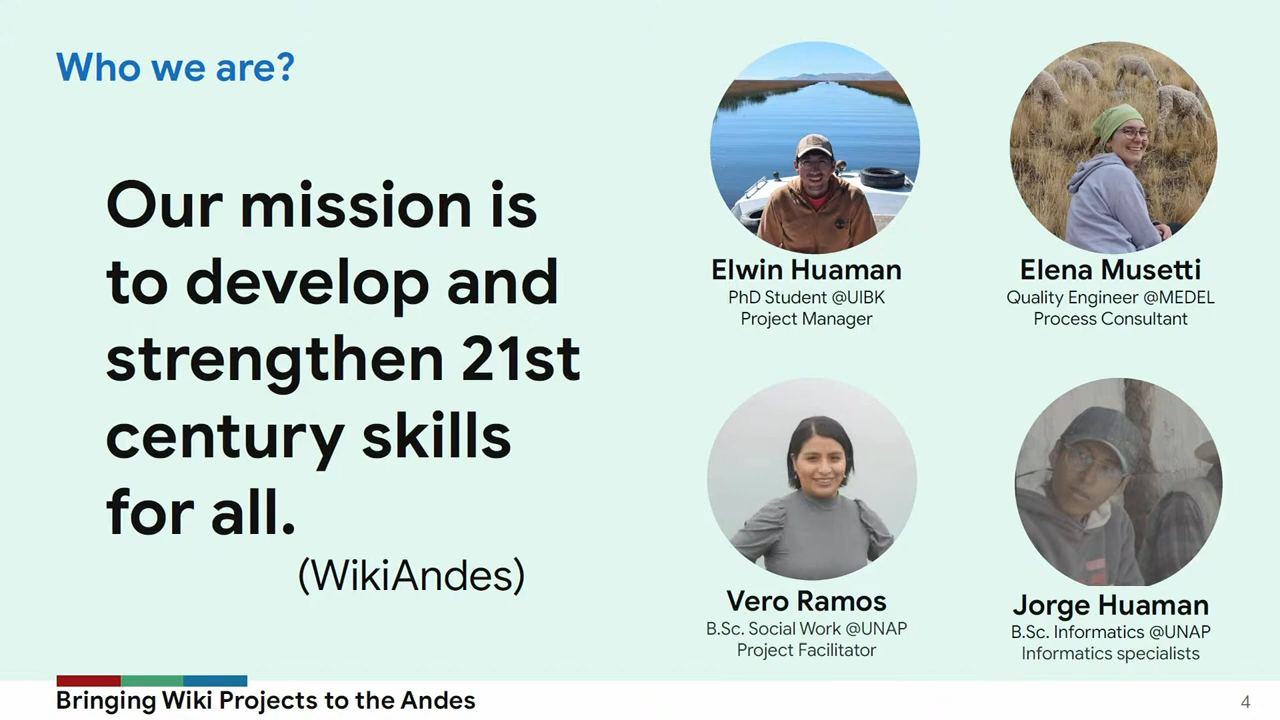 Who we are?
Our mission is
to develop and
strengthen 21st
century skills
for all.
(WikiAndes)
Elwin Huaman
PhD Student @UIBK
Project Manager
Elena Musetti
Quality Engineer @MEDEL
Process Consultant
Vero Ramos
B.Sc. Social Work @UNAP
Project Facilitator
Jorge Huaman
B.Sc. Informatics @UNAP
Informatics specialists
Bringing Wiki Projects to the Andes
4